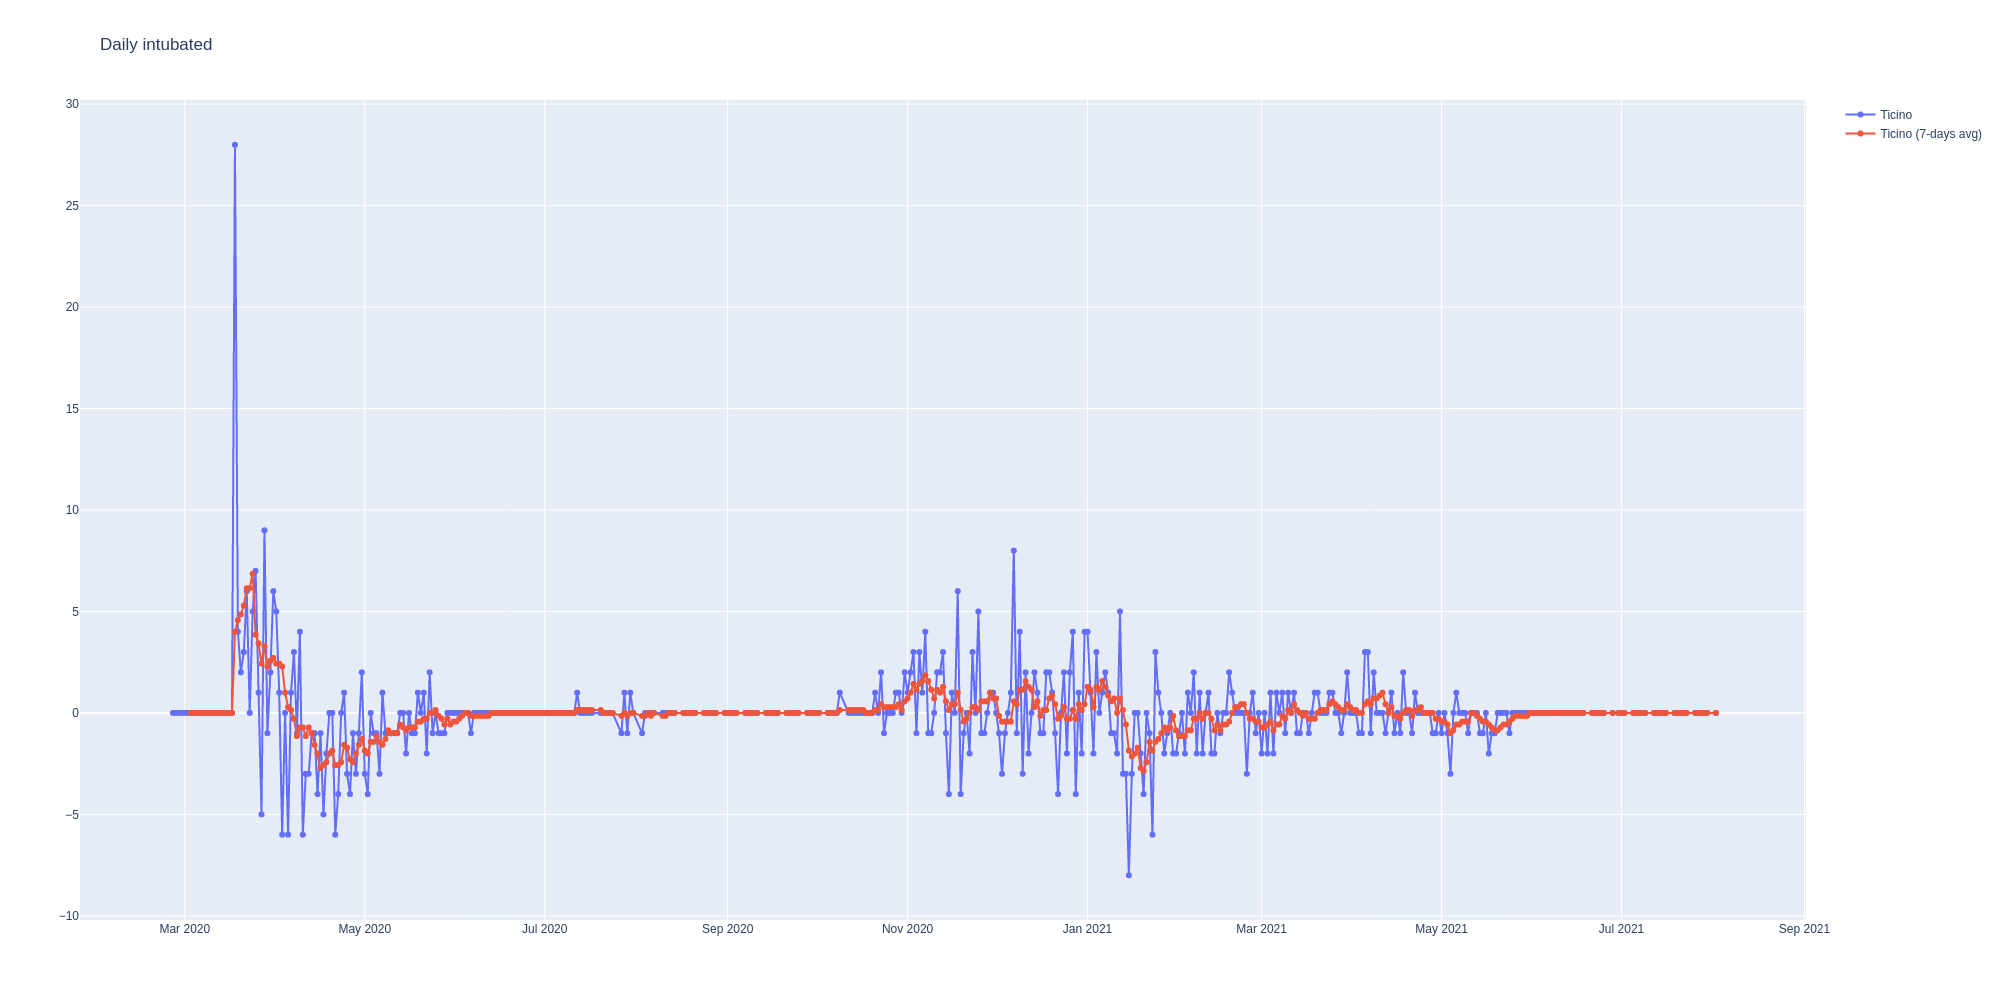 Daily intubated
30
25
20
15
10
5
0
−5
−10
Mar 2020
May 2020
Jul 2020
Sep 2020
Nov 2020
Jan 2021
Mar 2021
May 2021
Jul 2021
Sep 2021
Ticino
Ticino (7-days avg)